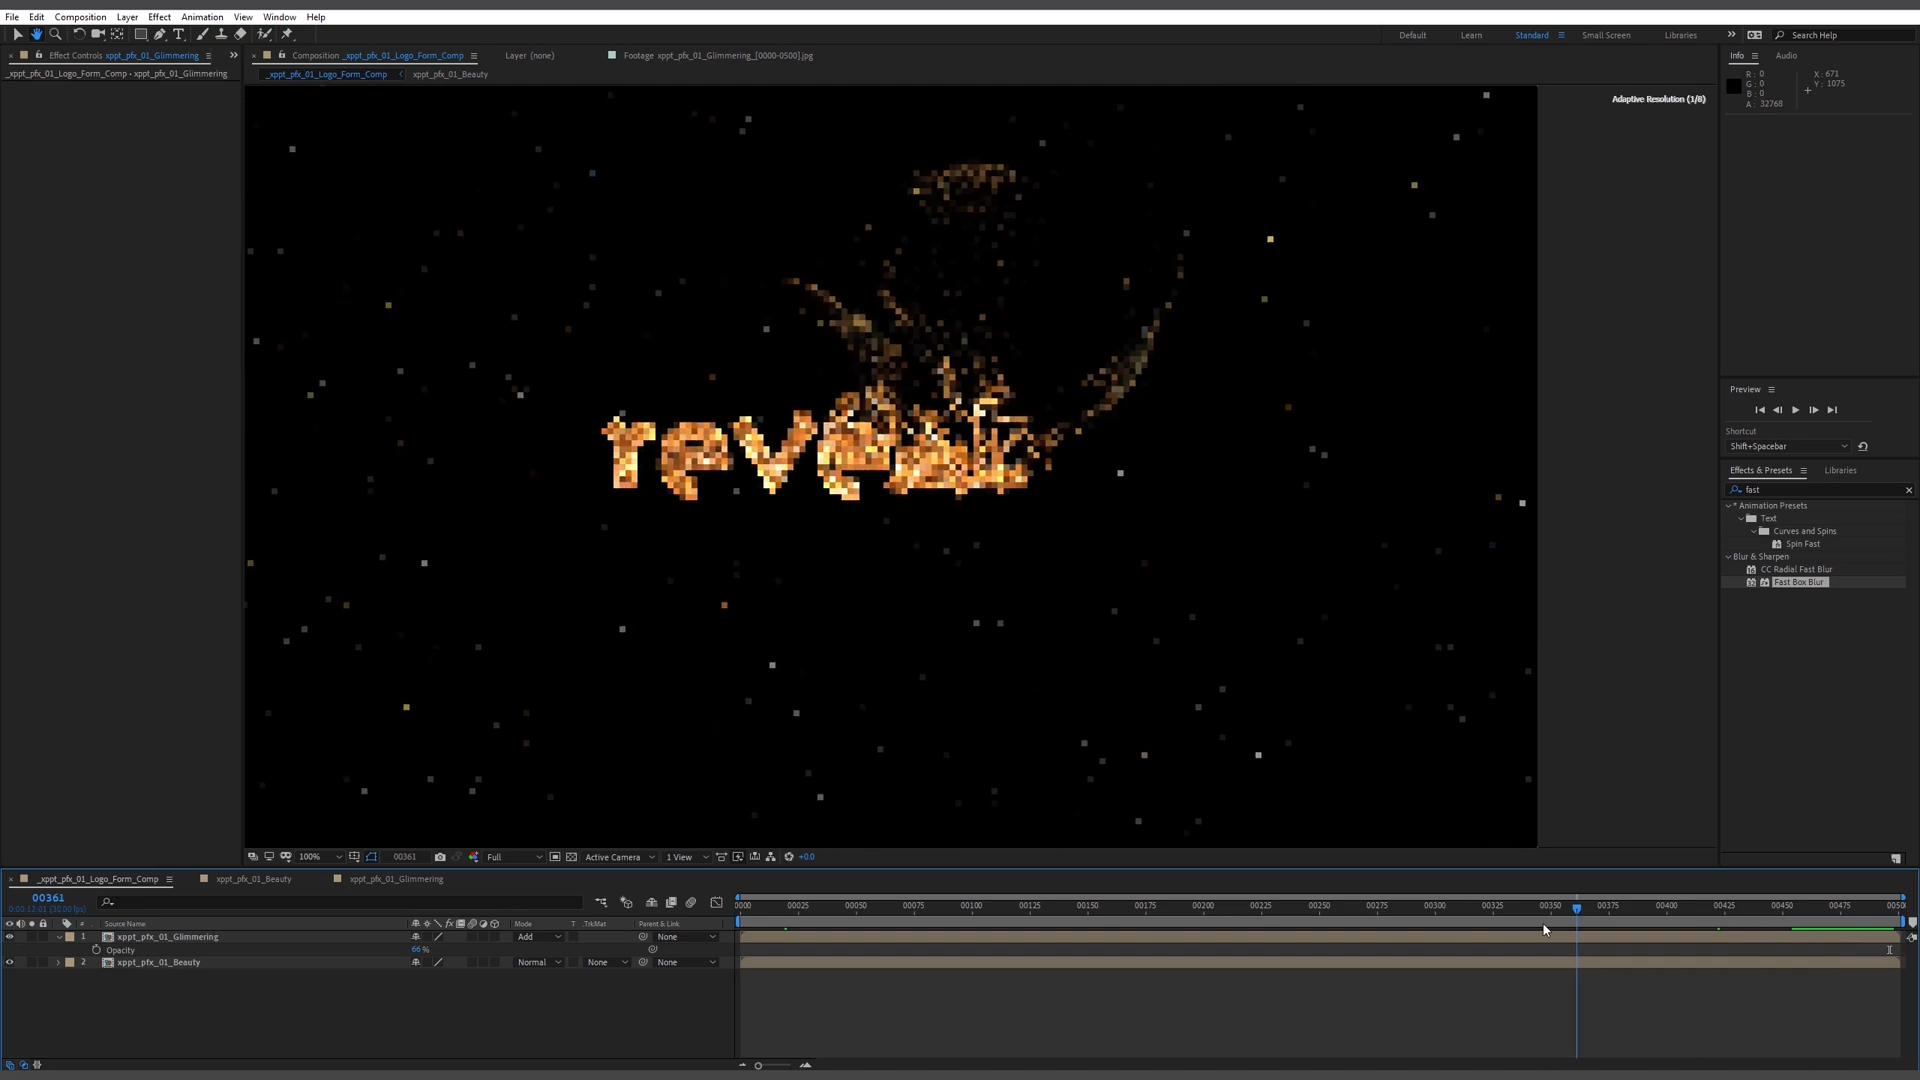 File Edit Composition Layer Effect Animation View Window Help
Default Learn Standard Small Screen Libraries Search Help
Effect Controls xppt_pfx_01_Glimmering
_xppt_pfx_01_Logo_Form_Comp • xppt_pfx_01_Glimmering
Composition _xppt_pfx_01_Logo_Form_Comp Layer (none) Footage xppt_pfx_01_Glimmering_[0000-0500].jpg
_xppt_pfx_01_Logo_Form_Comp xppt_pfx_01_Beauty
Adaptive Resolution (1/8)
Info Audio
R: 0 X: 671
G: 0 Y: 1075
B: 0
A: 32768
Preview
Shortcut
Shift+Spacebar
Effects & Presets Libraries
fast
* Animation Presets
Text
Curves and Spins
Spin Fast
Blur & Sharpen
CC Radial Fast Blur
Fast Box Blur
100% 00361 Full Active Camera 1 View +0.0
_xppt_pfx_01_Logo_Form_Comp xppt_pfx_01_Beauty xppt_pfx_01_Glimmering
00361
0:00:12:01 (30.00 fps)
0000 00025 00050 00075 00100 00125 00150 00175 00200 00225 00250 00275 00300 00325 00350 00375 00400 00425 00450 00475 0050
# Source Name Mode T .TrkMat Parent & Link
1 xppt_pfx_01_Glimmering Add None
Opacity 66 %
2 xppt_pfx_01_Beauty Normal None None